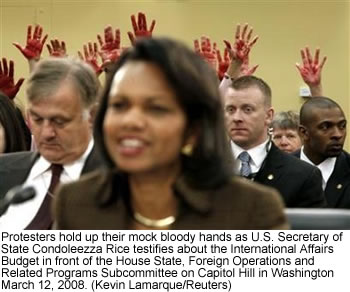 Protesters hold up their mock bloody hands as U.S. Secretary of
State Condoleezza Rice testifies about the International Affairs
Budget in front of the House State, Foreign Operations and
Related Programs Subcommittee on Capitol Hill in Washington
March 12, 2008. (Kevin Lamarque/Reuters)